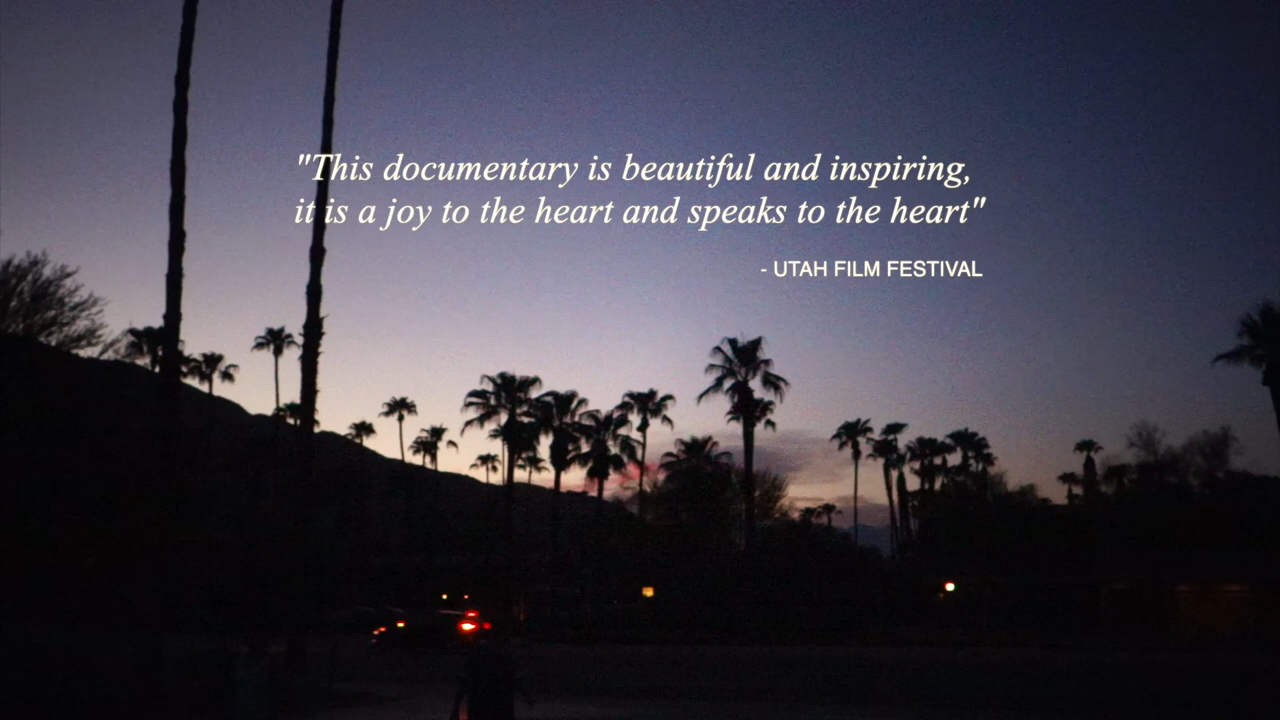 "This documentary is beautiful and inspiring,
it is a joy to the heart and speaks to the heart"
- UTAH FILM FESTIVAL